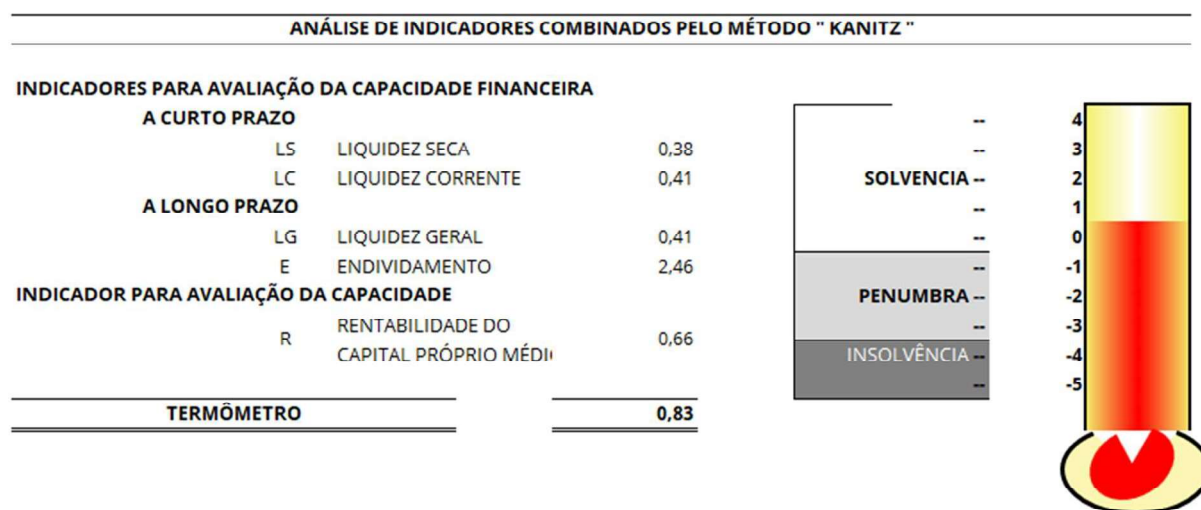 ANÁLISE DE INDICADORES COMBINADOS PELO MÉTODO " KANITZ "
INDICADORES PARA AVALIAÇÃO DA CAPACIDADE FINANCEIRA
A CURTO PRAZO
LS LIQUIDEZ SECA 0,38
LC LIQUIDEZ CORRENTE 0,41
A LONGO PRAZO
LG LIQUIDEZ GERAL 0,41
E ENDIVIDAMENTO 2,46
INDICADOR PARA AVALIAÇÃO DA CAPACIDADE
R RENTABILIDADE DO
CAPITAL PRÓPRIO MÉDI 0,66
TERMÔMETRO 0,83
-- 4
-- 3
SOLVENCIA -- 2
-- 1
-- 0
-- -1
PENUMBRA -- -2
-- -3
INSOLVÊNCIA -- -4
-- -5